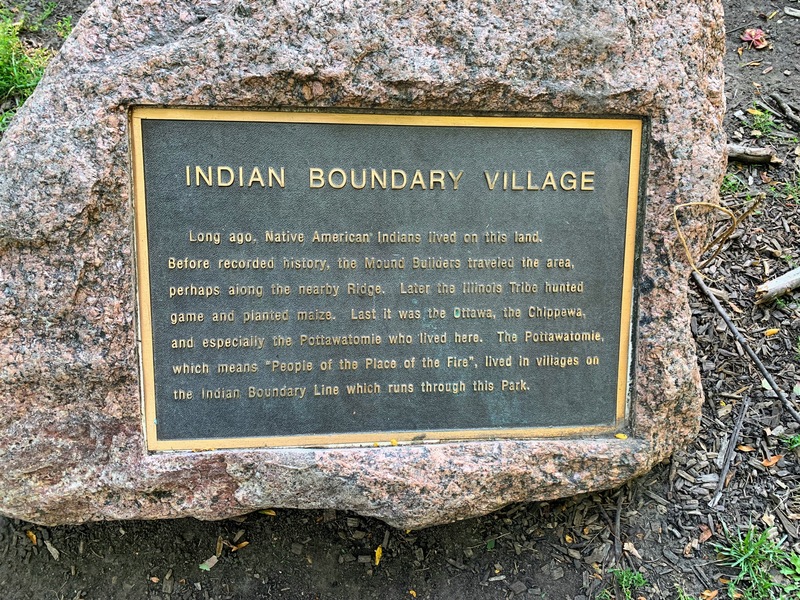 INDIAN BOUNDARY VILLAGE
Long ago, Native American Indians lived on this land.
Before recorded history, the Mound Builders traveled the area,
perhaps along the nearby Ridge. Later the Illinois Tribe hunted
game and planted maize. Last it was the Ottawa, the Chippewa,
and especially the Pottawatomie who lived here. The Pottawatomie,
which means "People of the Place of the Fire", lived in villages on
the Indian Boundary Line which runs through this Park.